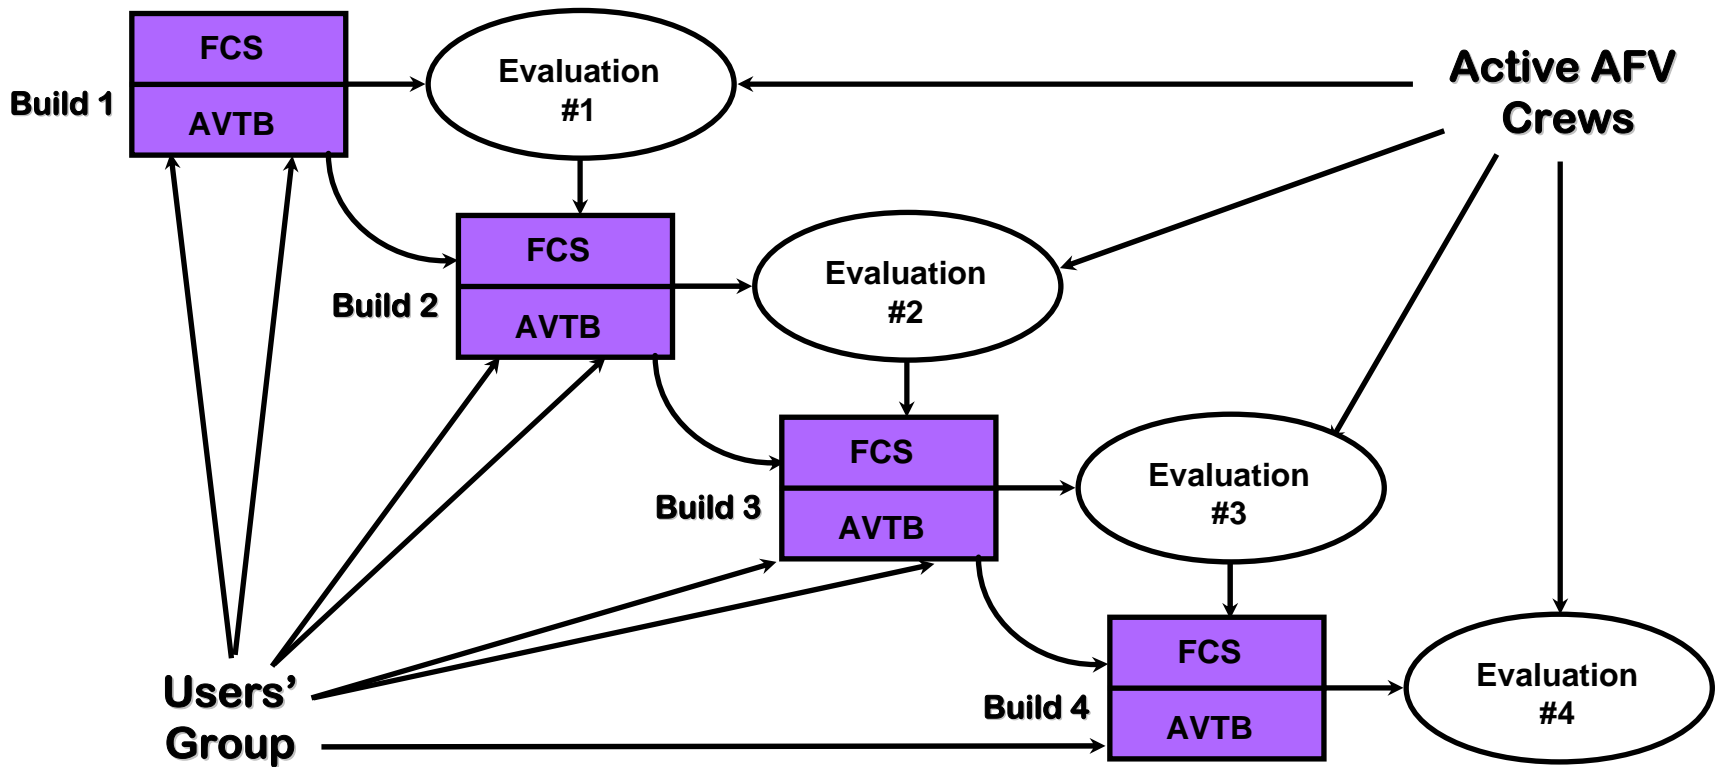 FCS
AVTB
Build 1
Evaluation
#1
Active AFV
Crews
FCS
AVTB
Build 2
Evaluation
#2
FCS
AVTB
Build 3
Evaluation
#3
FCS
AVTB
Build 4
Evaluation
#4
Users’
Group